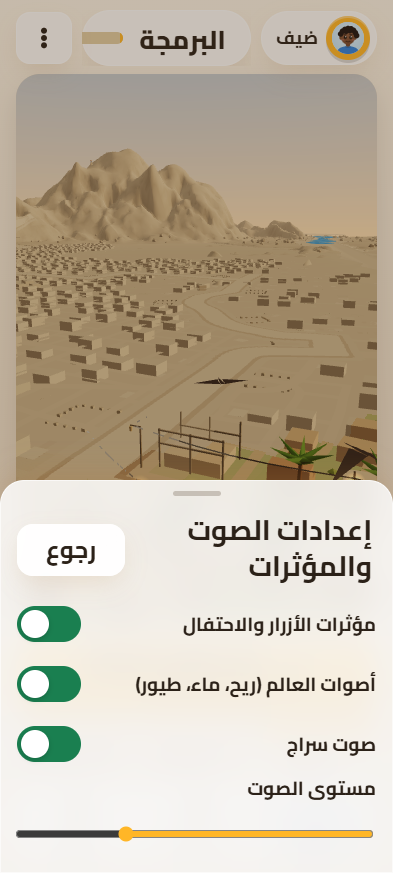 ضيف
البرمجة
إعدادات الصوت
والمؤثرات
رجوع
مؤثرات الأزرار والاحتفال
أصوات العالم (ريح، ماء، طيور)
صوت سراج
مستوى الصوت